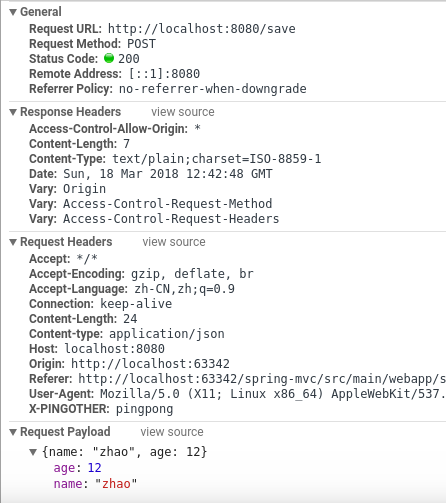 General
Request URL: http://localhost:8080/save
Request Method: POST
Status Code: 200
Remote Address: [::1]:8080
Referrer Policy: no-referrer-when-downgrade
Response Headers view source
Access-Control-Allow-Origin: *
Content-Length: 7
Content-Type: text/plain;charset=ISO-8859-1
Date: Sun, 18 Mar 2018 12:42:48 GMT
Vary: Origin
Vary: Access-Control-Request-Method
Vary: Access-Control-Request-Headers
Request Headers view source
Accept: */*
Accept-Encoding: gzip, deflate, br
Accept-Language: zh-CN,zh;q=0.9
Connection: keep-alive
Content-Length: 24
Content-type: application/json
Host: localhost:8080
Origin: http://localhost:63342
Referer: http://localhost:63342/spring-mvc/src/main/webapp/s
User-Agent: Mozilla/5.0 (X11; Linux x86_64) AppleWebKit/537.
X-PINGOTHER: pingpong
Request Payload view source
{name: "zhao", age: 12}
age: 12
name: "zhao"